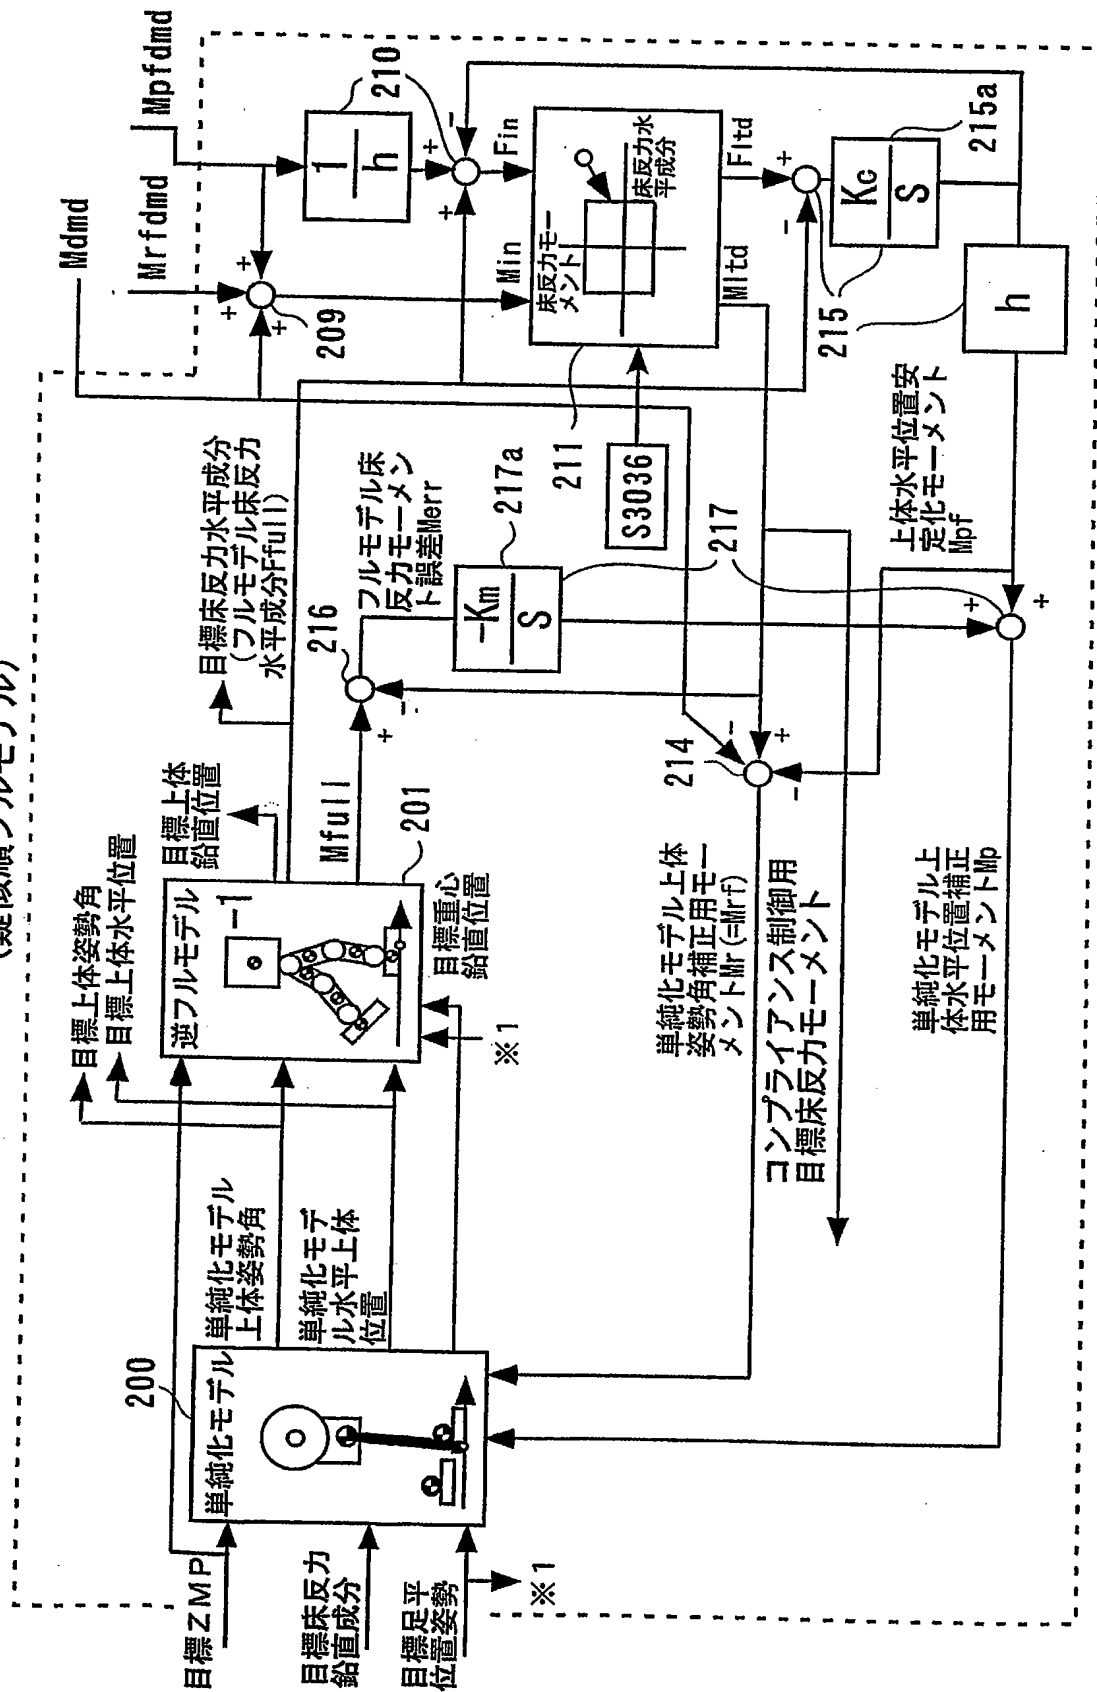 (疑似順フルモデル)
目標ZMP
目標床反力
鉛直成分
目標足平
位置姿勢
※1
200
単純化モデル
単純化モデル
上体姿勢角
単純化モデ
ル水平上体
位置
目標上体姿勢角
目標上体水平位置
逆フルモデル
-1
※1
目標重心
鉛直位置
201
目標上体
鉛直位置
Mfull
目標床反力水平成分
(フルモデル床反力
水平成分Ffull)
216
+
-
フルモデル床
反力モーメン
ト誤差Merr
217a
-Km
S
217
+
+
214
-
+
-
単純化モデル上体
姿勢角補正用モー
メントMr(=Mrf)
コンプライアンス制御用
目標床反力モーメント
単純化モデル上
体水平位置補正
用モーメントMp
上体水平位置安
定化モーメント
Mpf
S3036
211
Mdmd
Mrfdmd
Mpfdmd
+
+
+
209
1
h
210
+
+
-
Min
Fin
床反力モー
メント
床反力水
平成分
Mltd
Fltd
+
-
Kc
S
215a
215
h